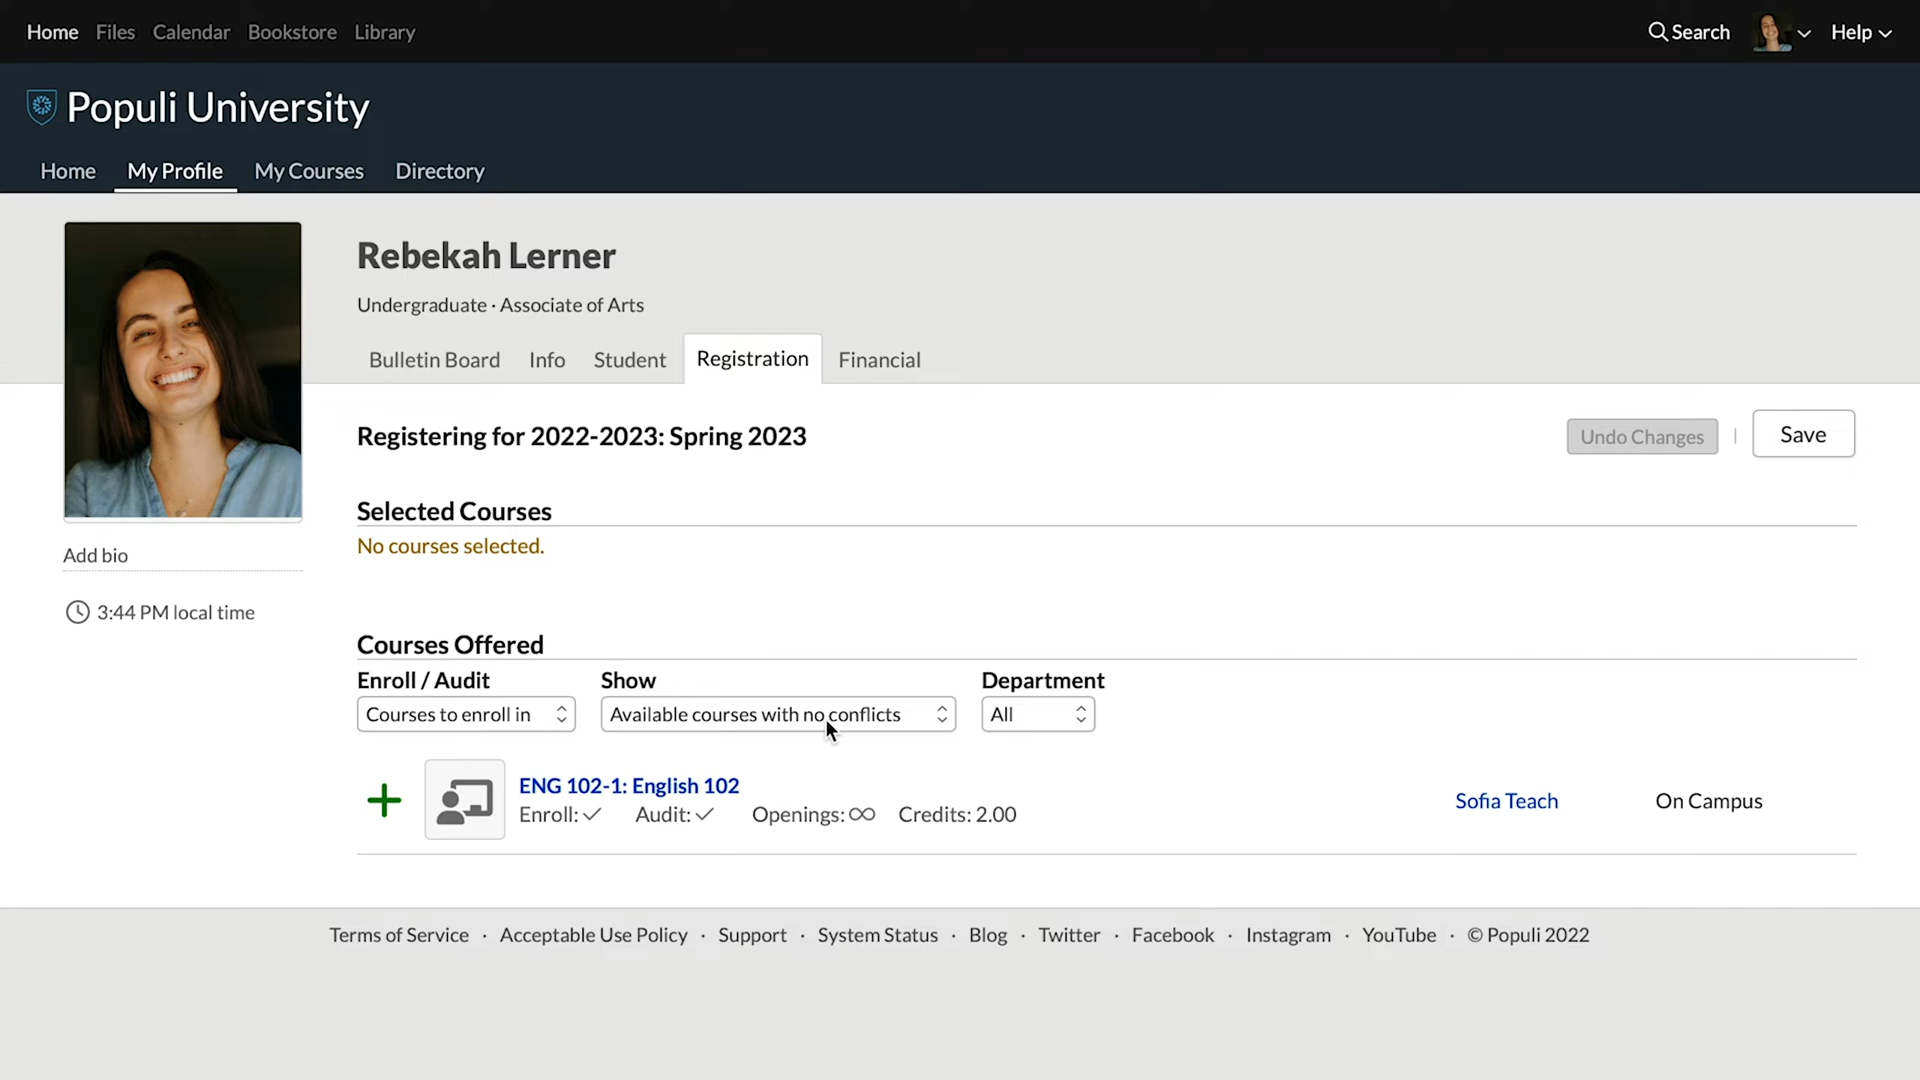 Home Files Calendar Bookstore Library Search Help
Populi University
Home My Profile My Courses Directory
Rebekah Lerner
Undergraduate · Associate of Arts
Bulletin Board Info Student Registration Financial
Registering for 2022-2023: Spring 2023 Undo Changes | Save
Selected Courses
No courses selected.
Add bio
3:44 PM local time
Courses Offered
Enroll / Audit Show Department
Courses to enroll in Available courses with no conflicts All
ENG 102-1: English 102
Enroll: ✓ Audit: ✓ Openings: ∞ Credits: 2.00
Sofia Teach On Campus
Terms of Service · Acceptable Use Policy · Support · System Status · Blog · Twitter · Facebook · Instagram · YouTube · © Populi 2022